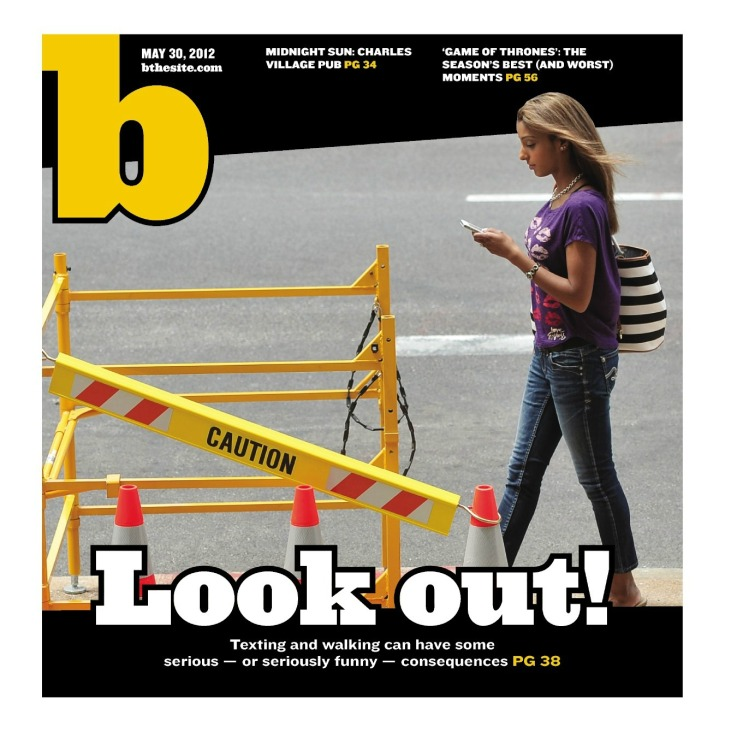 b
MAY 30, 2012
bthesite.com
MIDNIGHT SUN: CHARLES
VILLAGE PUB PG 34
‘GAME OF THRONES’: THE
SEASON’S BEST (AND WORST)
MOMENTS PG 56
CAUTION
Look out!
Texting and walking can have some
serious — or seriously funny — consequences PG 38